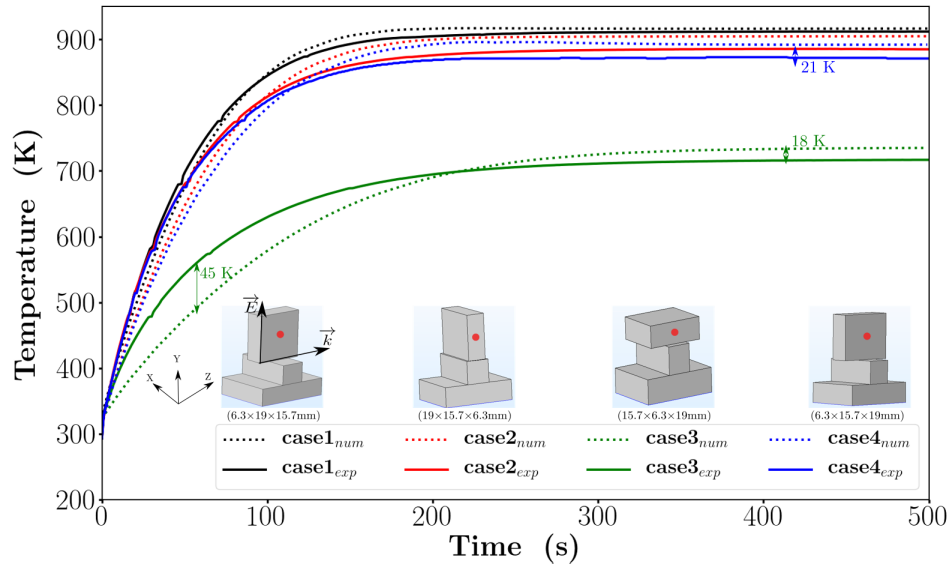 900
800
700
600
500
400
300
200
Temperature (K)
21 K
18 K
45 K
E
k
X
Y
Z
(6.3×19×15.7mm)
(19×15.7×6.3mm)
(15.7×6.3×19mm)
(6.3×15.7×19mm)
case1num
case2num
case3num
case4num
case1exp
case2exp
case3exp
case4exp
0
100
200
300
400
500
Time (s)